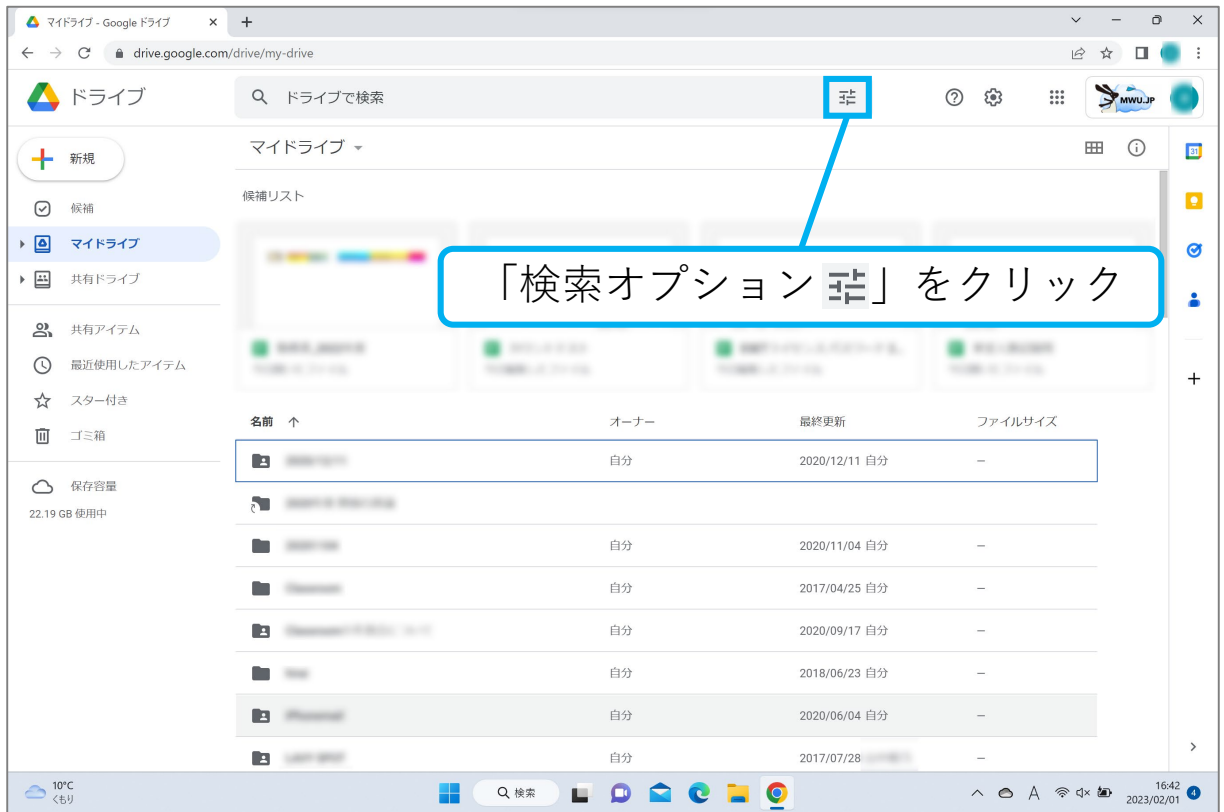 マイドライブ - Google ドライブ
drive.google.com/drive/my-drive
ドライブ
ドライブで検索
MWU.JP
新規
マイドライブ
31
候補リスト
候補
マイドライブ
共有ドライブ
「検索オプション」をクリック
共有アイテム
最近使用したアイテム
スター付き
ゴミ箱
保存容量
22.19 GB 使用中
名前 ↑ オーナー 最終更新 ファイルサイズ
自分 2020/12/11 自分 –
自分 2020/11/04 自分 –
Classroom 自分 2017/04/25 自分 –
自分 2020/09/17 自分 –
自分 2018/06/23 自分 –
自分 2020/06/04 自分 –
自分 2017/07/28 –
10°C
くもり
検索
A
16:42
2023/02/01
4